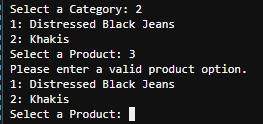 Select a Category: 2
1: Distressed Black Jeans
2: Khakis
Select a Product: 3
Please enter a valid product option.
1: Distressed Black Jeans
2: Khakis
Select a Product: